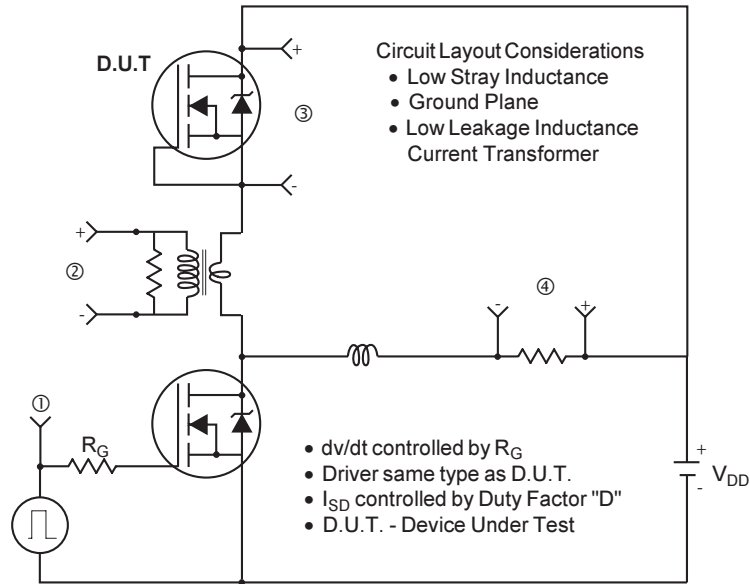 D.U.T
+
③
-
Circuit Layout Considerations
• Low Stray Inductance
• Ground Plane
• Low Leakage Inductance
Current Transformer
+
②
-
④
- +
①
R_G
• dv/dt controlled by R_G
• Driver same type as D.U.T.
• I_SD controlled by Duty Factor "D"
• D.U.T. - Device Under Test
+
V_DD
-